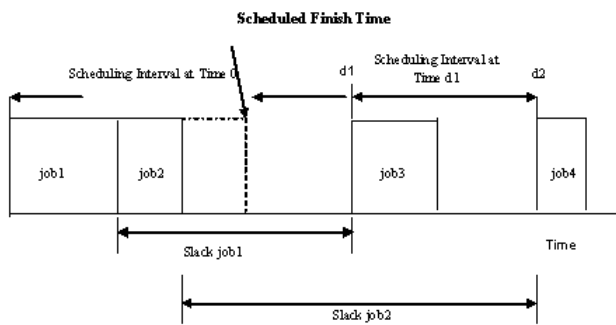 Scheduled Finish Time
Scheduling Interval at Time 0
d1
Scheduling Interval at
Time d1
d2
job1
job2
job3
job4
Slack job1
Time
Slack job2